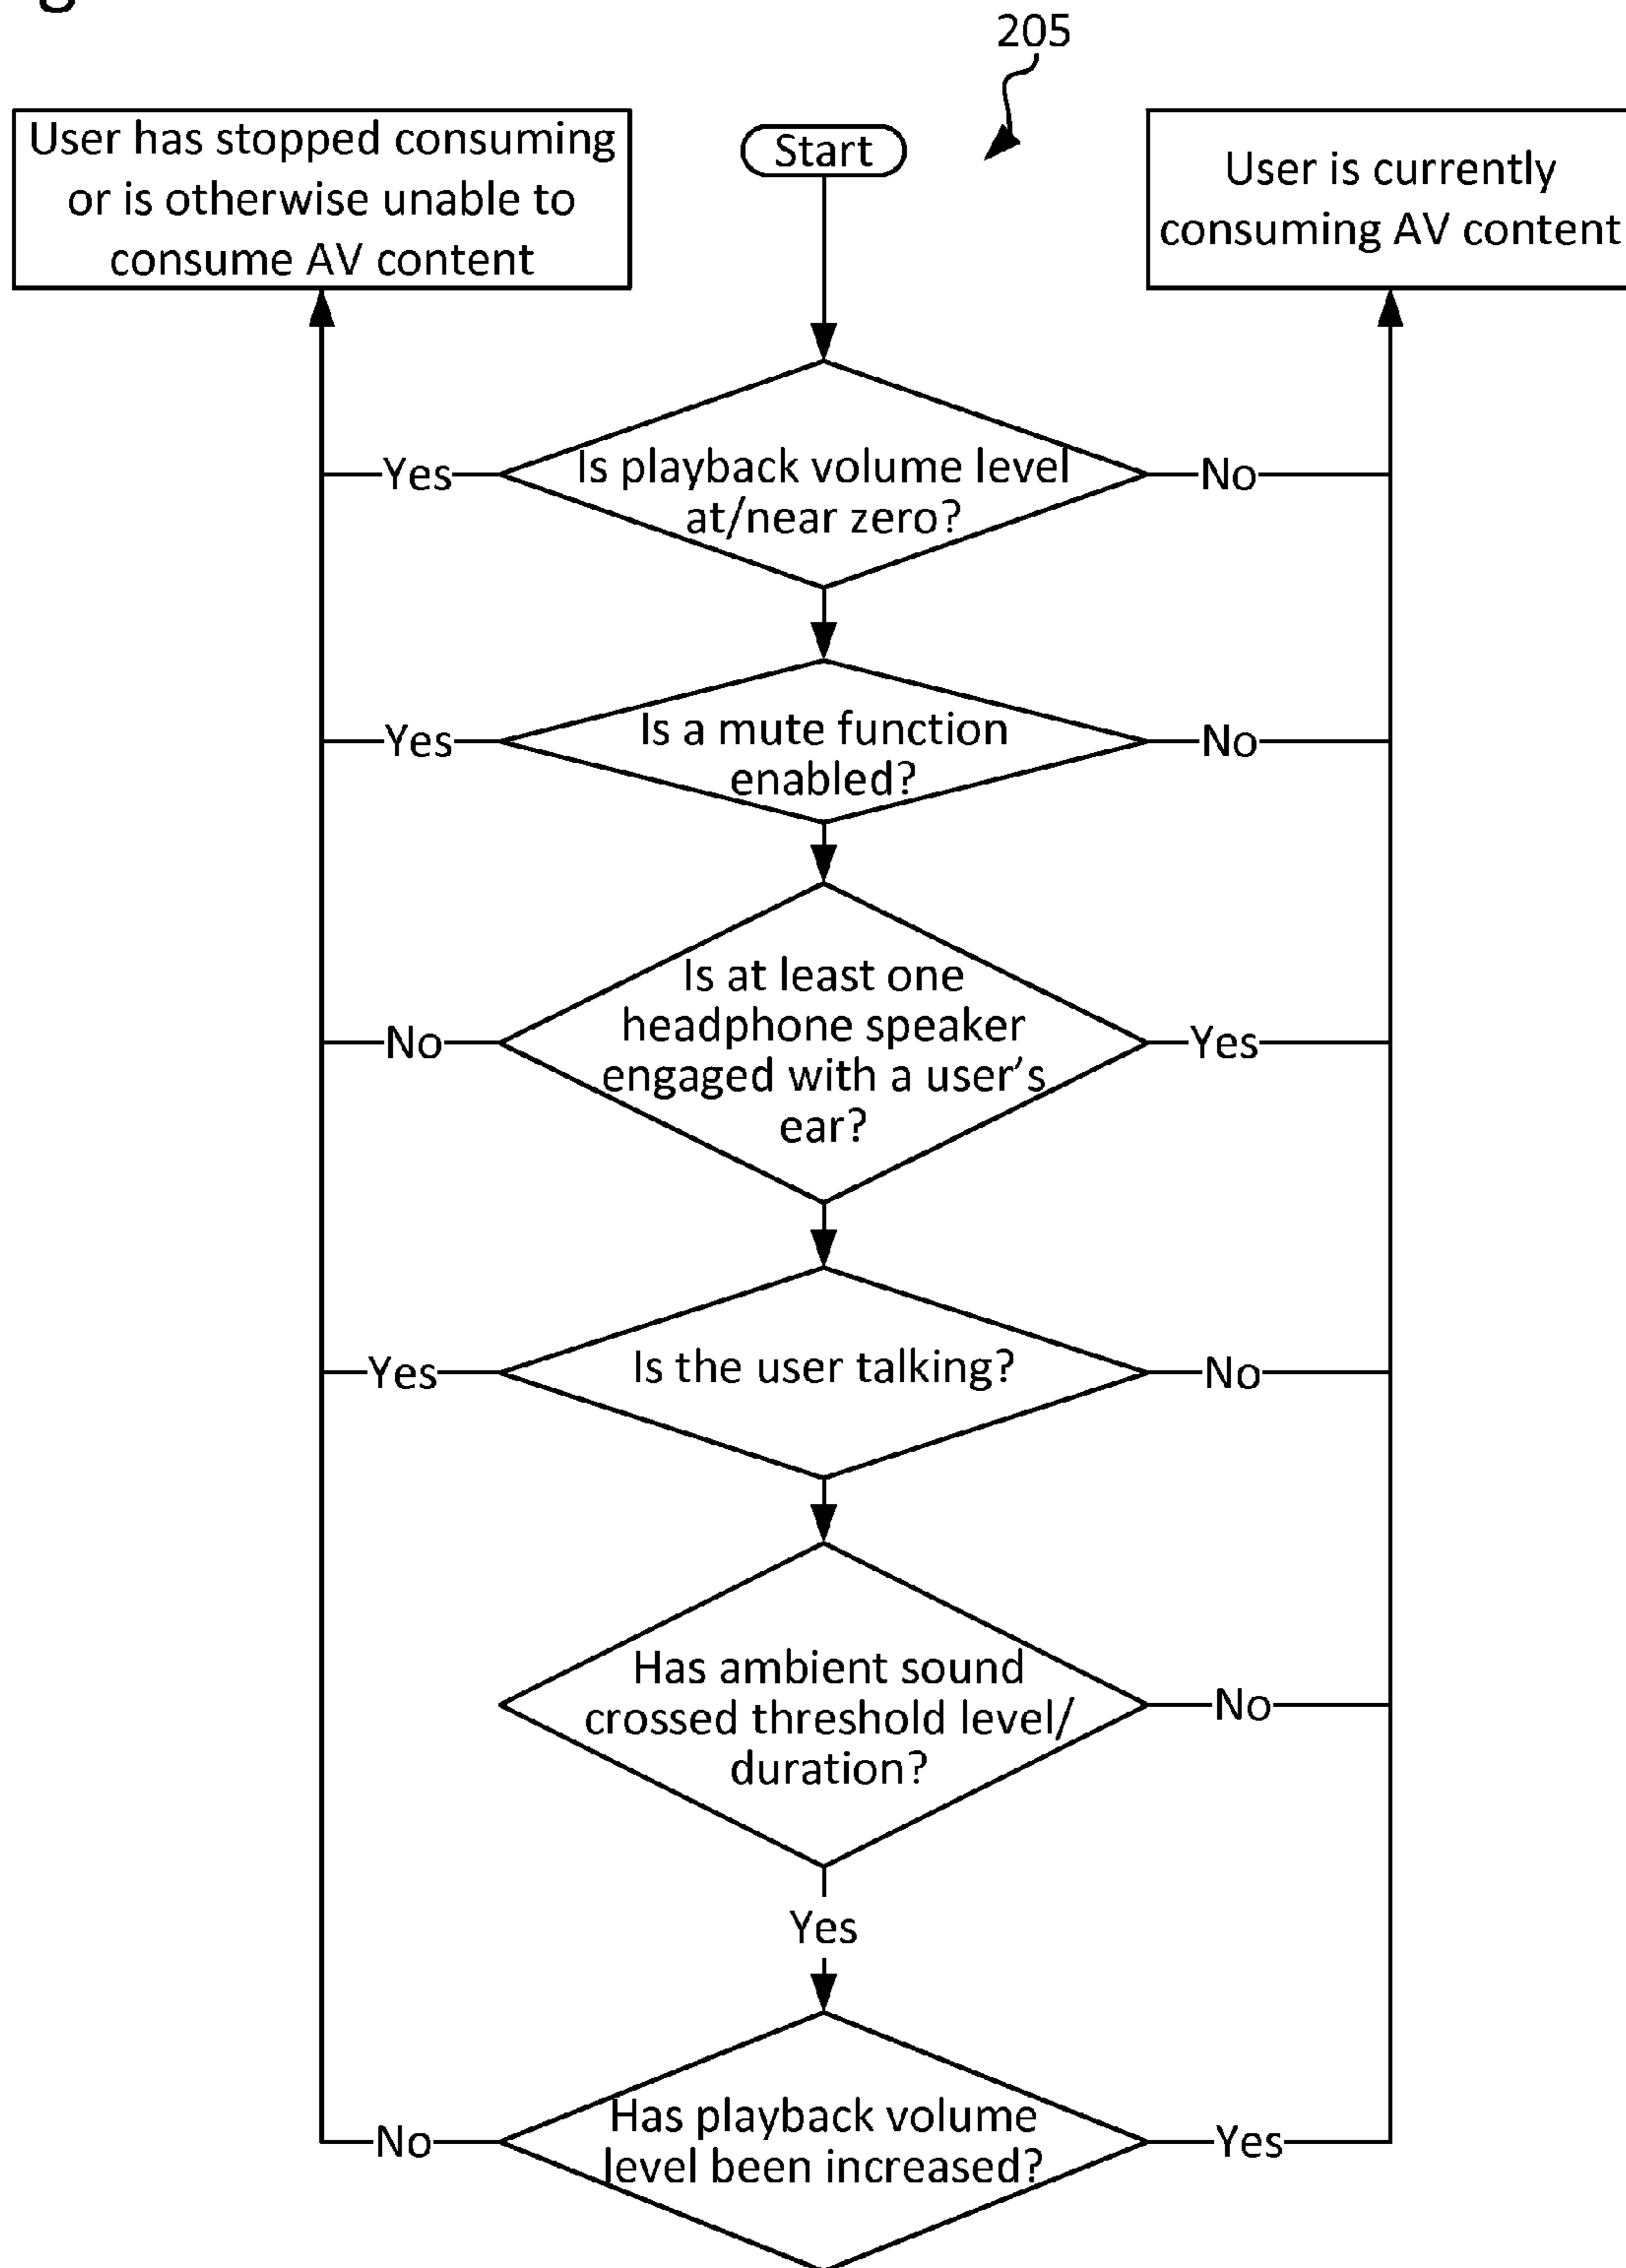 205
User has stopped consuming
or is otherwise unable to
consume AV content
Start
User is currently
consuming AV content
Yes
Is playback volume level
at/near zero?
No
Yes
Is a mute function
enabled?
No
No
Is at least one
headphone speaker
engaged with a user’s
ear?
Yes
Yes
Is the user talking?
No
Has ambient sound
crossed threshold level/
duration?
No
Yes
No
Has playback volume
level been increased?
Yes